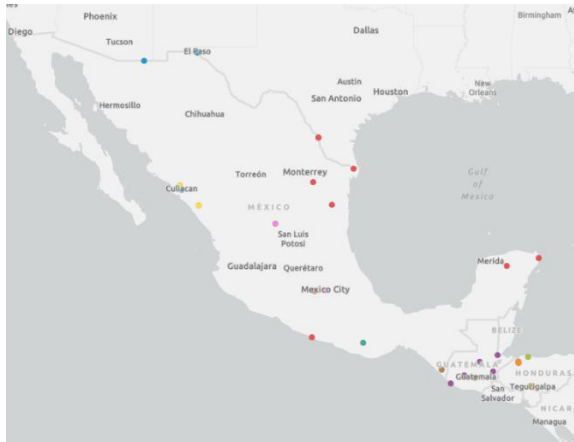 Phoenix
Diego
Tucson
El Paso
Dallas
Birmingham
Hermosillo
Chihuahua
Austin
San Antonio
Houston
New
Orleans
Torreón
Monterrey
Culiacan
MÉXICO
Gulf
of
Mexico
San Luis
Potosi
Guadalajara
Querétaro
Merida
Mexico City
BELIZE
GUATEMALA
Guatemala
HONDURAS
San
Salvador
Tegucigalpa
NICAR
Managua